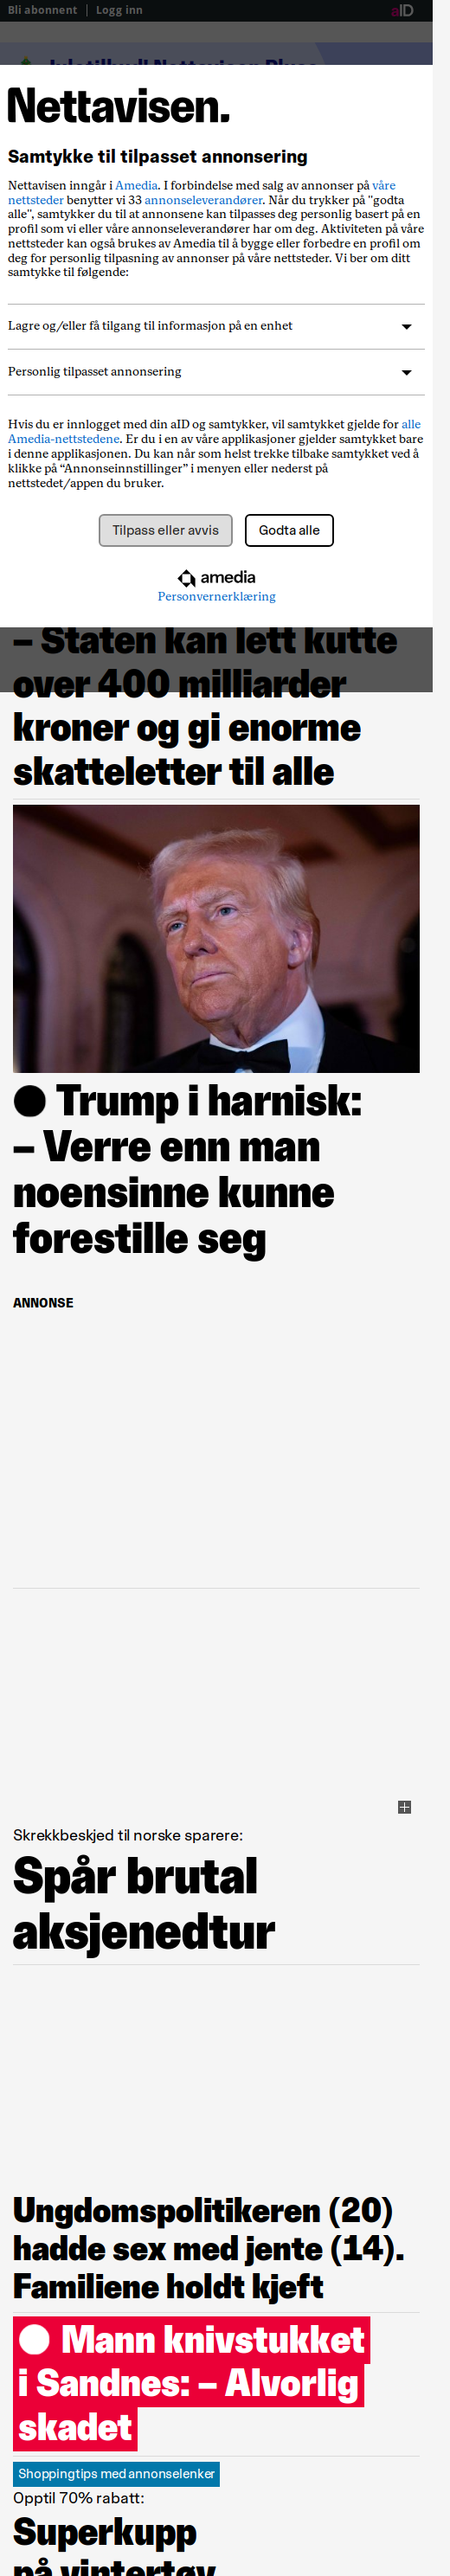 Bli abonnent | Logg inn
aID
Nettavisen.
Samtykke til tilpasset annonsering
Nettavisen inngår i Amedia. I forbindelse med salg av annonser på våre
nettsteder benytter vi 33 annonseleverandører. Når du trykker på "godta
alle", samtykker du til at annonsene kan tilpasses deg personlig basert på en
profil som vi eller våre annonseleverandører har om deg. Aktiviteten på våre
nettsteder kan også brukes av Amedia til å bygge eller forbedre en profil om
deg for personlig tilpasning av annonser på våre nettsteder. Vi ber om ditt
samtykke til følgende:
Lagre og/eller få tilgang til informasjon på en enhet
Personlig tilpasset annonsering
Hvis du er innlogget med din aID og samtykker, vil samtykket gjelde for alle
Amedia-nettstedene. Er du i en av våre applikasjoner gjelder samtykket bare
i denne applikasjonen. Du kan når som helst trekke tilbake samtykket ved å
klikke på “Annonseinnstillinger” i menyen eller nederst på
nettstedet/appen du bruker.
Tilpass eller avvis
Godta alle
amedia
Personvernerklæring
– Staten kan lett kutte
over 400 milliarder
kroner og gi enorme
skatteletter til alle
Trump i harnisk:
– Verre enn man
noensinne kunne
forestille seg
ANNONSE
Skrekkbeskjed til norske sparere:
Spår brutal
aksjenedtur
Ungdomspolitikeren (20)
hadde sex med jente (14).
Familiene holdt kjeft
Mann knivstukket
i Sandnes: – Alvorlig
skadet
Shoppingtips med annonselenker
Opptil 70% rabatt:
Superkupp
på vintertøy